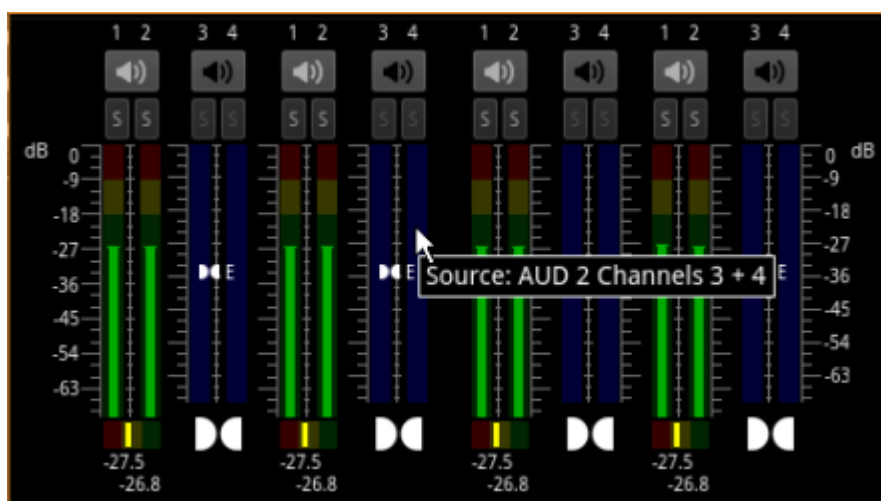 1 2 3 4 1 2 3 4 1 2 3 4 1 2 3 4
S S S S S S S S S S S S S S S S
dB 0 0 dB
-9 -9
-18 -18
-27 -27
-36 E E E -36
Source: AUD 2 Channels 3 + 4
-45 -45
-54 -54
-63 -63
-27.5 -27.5 -27.5 -27.5
-26.8 -26.8 -26.8 -26.8